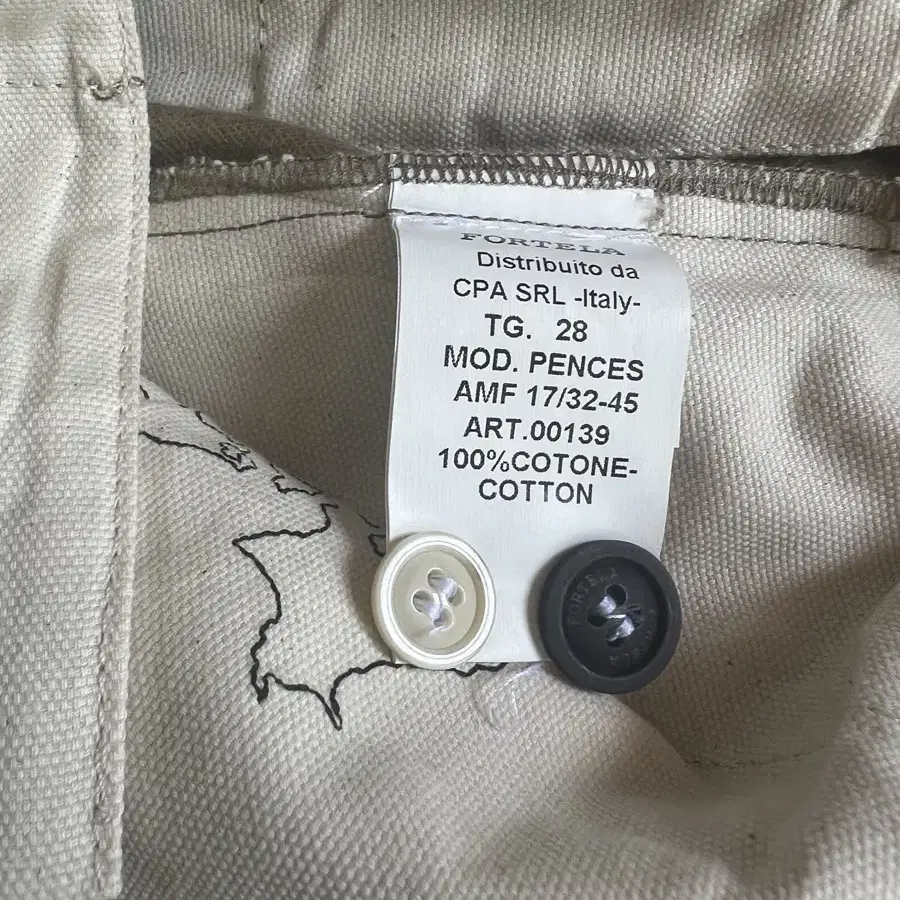 FORTELA
Distribuito da
CPA SRL -Italy-
TG. 28
MOD. PENCES
AMF 17/32-45
ART.00139
100%COTONE-
COTTON
FORTELA